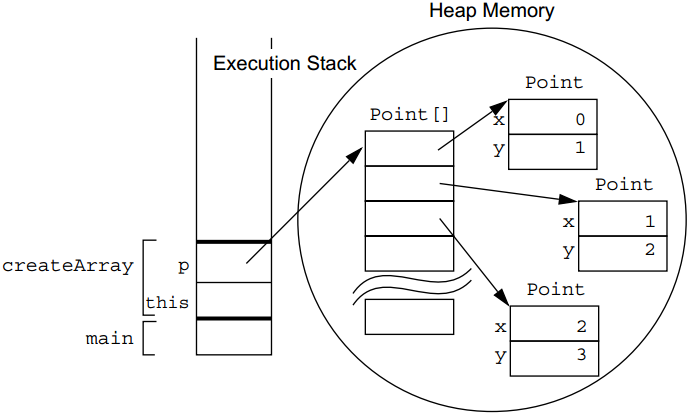 Heap Memory
Execution Stack
Point
Point[]
x 0
y 1
Point
x 1
y 2
createArray p
this
main
Point
x 2
y 3